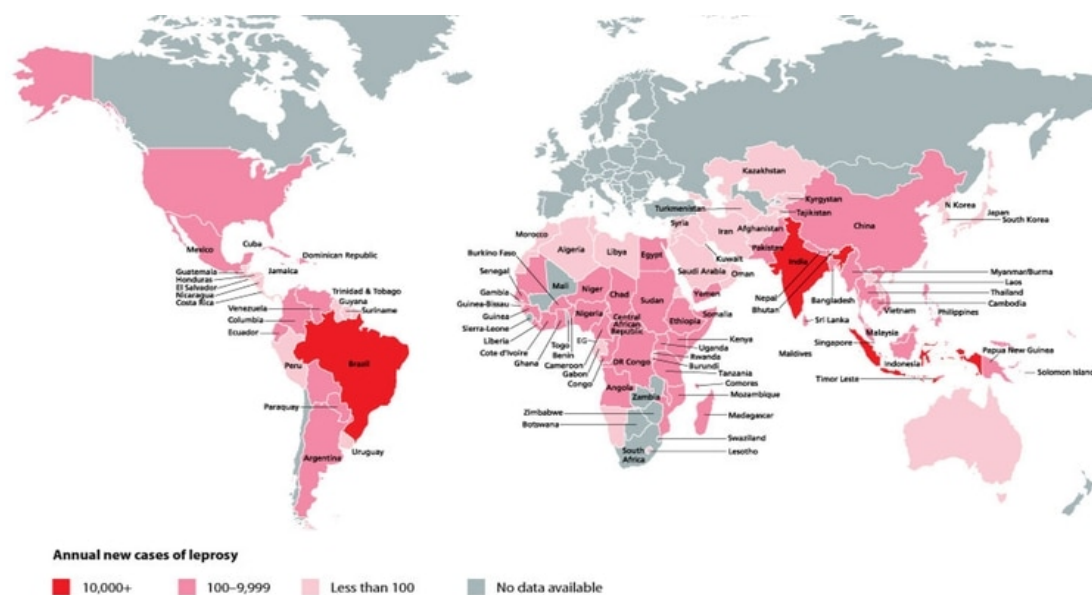 Kazakhstan
Kyrgystan
Turkmenistan
Tajikistan
N Korea
Japan
South Korea
Syria
Iran
Afghanistan
China
Morocco
Algeria
Libya
Egypt
Pakistan
India
Kuwait
Saudi Arabia
Oman
Yemen
Mexico
Cuba
Dominican Republic
Guatemala
Honduras
El Salvador
Nicaragua
Costa Rica
Jamaica
Trinidad & Tobago
Guyana
Suriname
Venezuela
Columbia
Ecuador
Peru
Brasil
Paraquay
Argentina
Uruguay
Burkino Faso
Senegal
Gambia
Guinea-Bissau
Guinea
Sierra-Leone
Liberia
Cote d'Ivoire
Ghana
Togo
Benin
Cameroon
Gabon
Congo
EG
Mali
Niger
Chad
Sudan
Nigeria
Central
African
Republic
Ethiopia
Somalia
Kenya
Uganda
Rwanda
Burundi
Tanzania
DR Congo
Comores
Mozambique
Angola
Zambia
Zimbabwe
Botswana
Madagascar
Swaziland
South
Africa
Lesotho
Nepal
Bhutan
Bangladesh
Myanmar/Burma
Laos
Thailand
Cambodia
Vietnam
Philippines
Sri Lanka
Maldives
Malaysia
Singapore
Indonesia
Papua New Guinea
Solomon Island
Timor Leste
Annual new cases of leprosy
10,000+
100–9,999
Less than 100
No data available